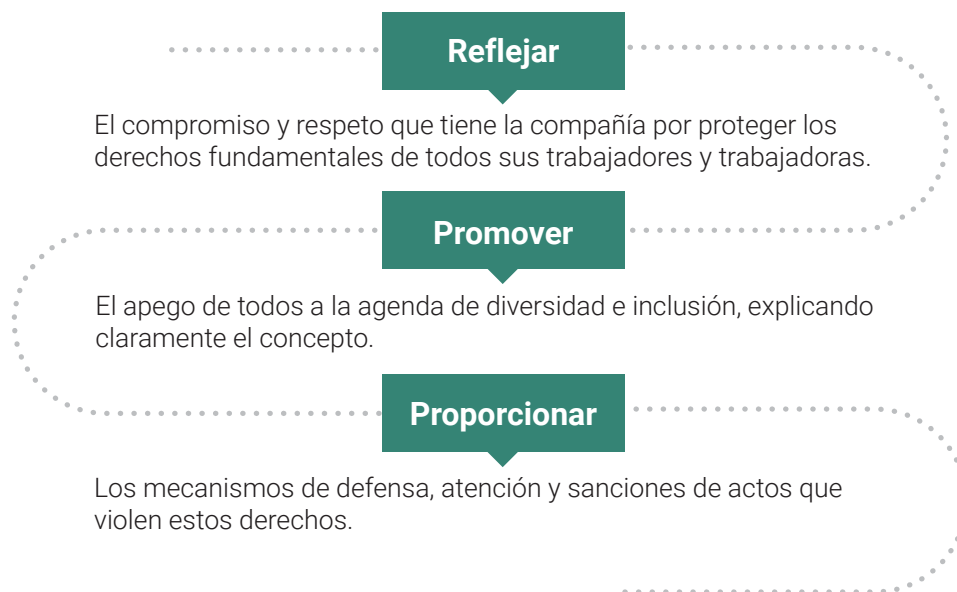 Reflejar
El compromiso y respeto que tiene la compañía por proteger los
derechos fundamentales de todos sus trabajadores y trabajadoras.
Promover
El apego de todos a la agenda de diversidad e inclusión, explicando
claramente el concepto.
Proporcionar
Los mecanismos de defensa, atención y sanciones de actos que
violen estos derechos.